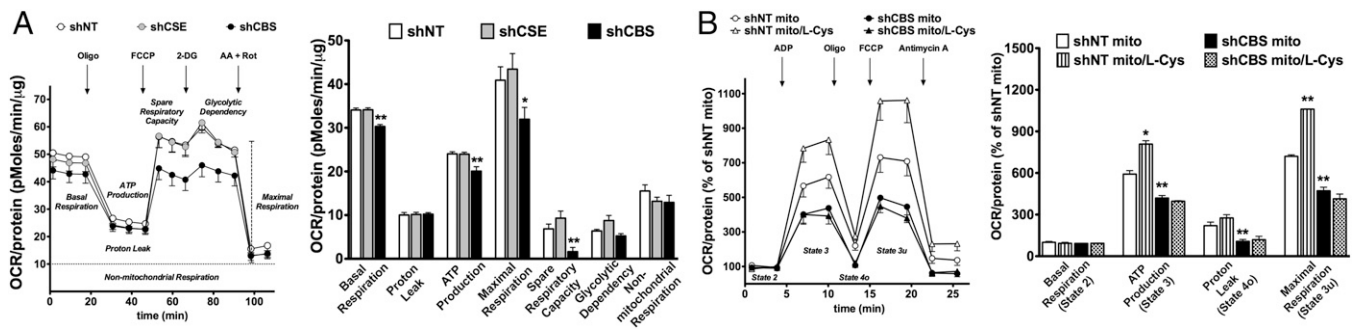 A
shNT shCSE shCBS
Oligo FCCP 2-DG AA + Rot
OCR/protein (pMoles/min/μg)
70
60
50
40
30
20
10
Spare
Respiratory
Capacity
Glycolytic
Dependency
Basal
Respiration
ATP
Production
Proton Leak
Maximal
Respiration
Non-mitochondrial Respiration
0 20 40 60 80 100
time (min)
shNT shCSE shCBS
OCR/protein (pMoles/min/μg)
50
40
30
20
10
0
** ** * **
Basal
Respiration
Proton
Leak
ATP
Production
Maximal
Respiration
Spare
Respiratory
Capacity
Glycolytic
Dependency
Non-
mitochondrial
Respiration
B
shNT mito shCBS mito
shNT mito/L-Cys shCBS mito/L-Cys
ADP Oligo FCCP Antimycin A
OCR/protein (% of shNT mito)
1100
900
700
500
300
100
State 2
State 3
State 4o
State 3u
0 5 10 15 20 25
time (min)
shNT mito shCBS mito
shNT mito/L-Cys shCBS mito/L-Cys
OCR/protein (% of shNT mito)
1500
1200
900
600
300
0
* ** ** ** **
Basal
Respiration
(State 2)
ATP
Production
(State 3)
Proton
Leak
(State 4o)
Maximal
Respiration
(State 3u)